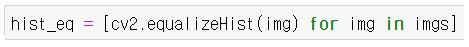 hist_eq = [cv2.equalizeHist(img) for img in imgs]